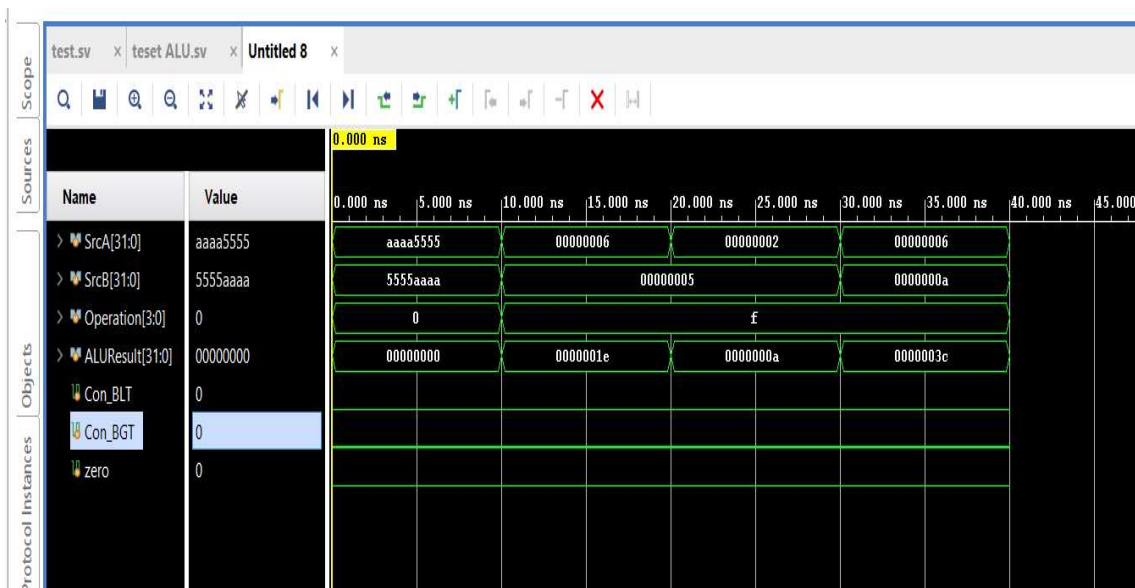 Scope
Sources
Objects
Protocol Instances
test.sv × teset ALU.sv × Untitled 8 ×
0.000 ns
Name Value
0.000 ns 5.000 ns 10.000 ns 15.000 ns 20.000 ns 25.000 ns 30.000 ns 35.000 ns 40.000 ns 45.000
> SrcA[31:0] aaaa5555 aaaa5555 00000006 00000002 00000006
> SrcB[31:0] 5555aaaa 5555aaaa 00000005 0000000a
> Operation[3:0] 0 0 f
> ALUResult[31:0] 00000000 00000000 0000001e 0000000a 0000003c
Con_BLT 0
Con_BGT 0
zero 0